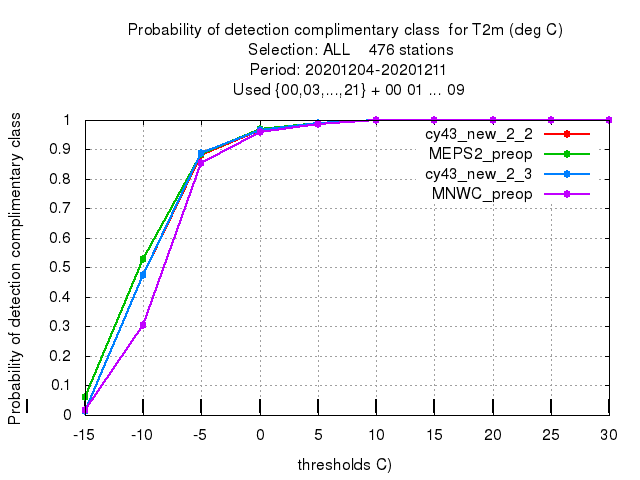 Probability of detection complimentary class for T2m (deg C)
Selection: ALL 476 stations
Period: 20201204-20201211
Used {00,03,...,21} + 00 01 ... 09
Probability of detection complimentary class
1
0.9
0.8
0.7
0.6
0.5
0.4
0.3
0.2
0.1
0
cy43_new_2_2
MEPS2_preop
cy43_new_2_3
MNWC_preop
-15 -10 -5 0 5 10 15 20 25 30
thresholds C)